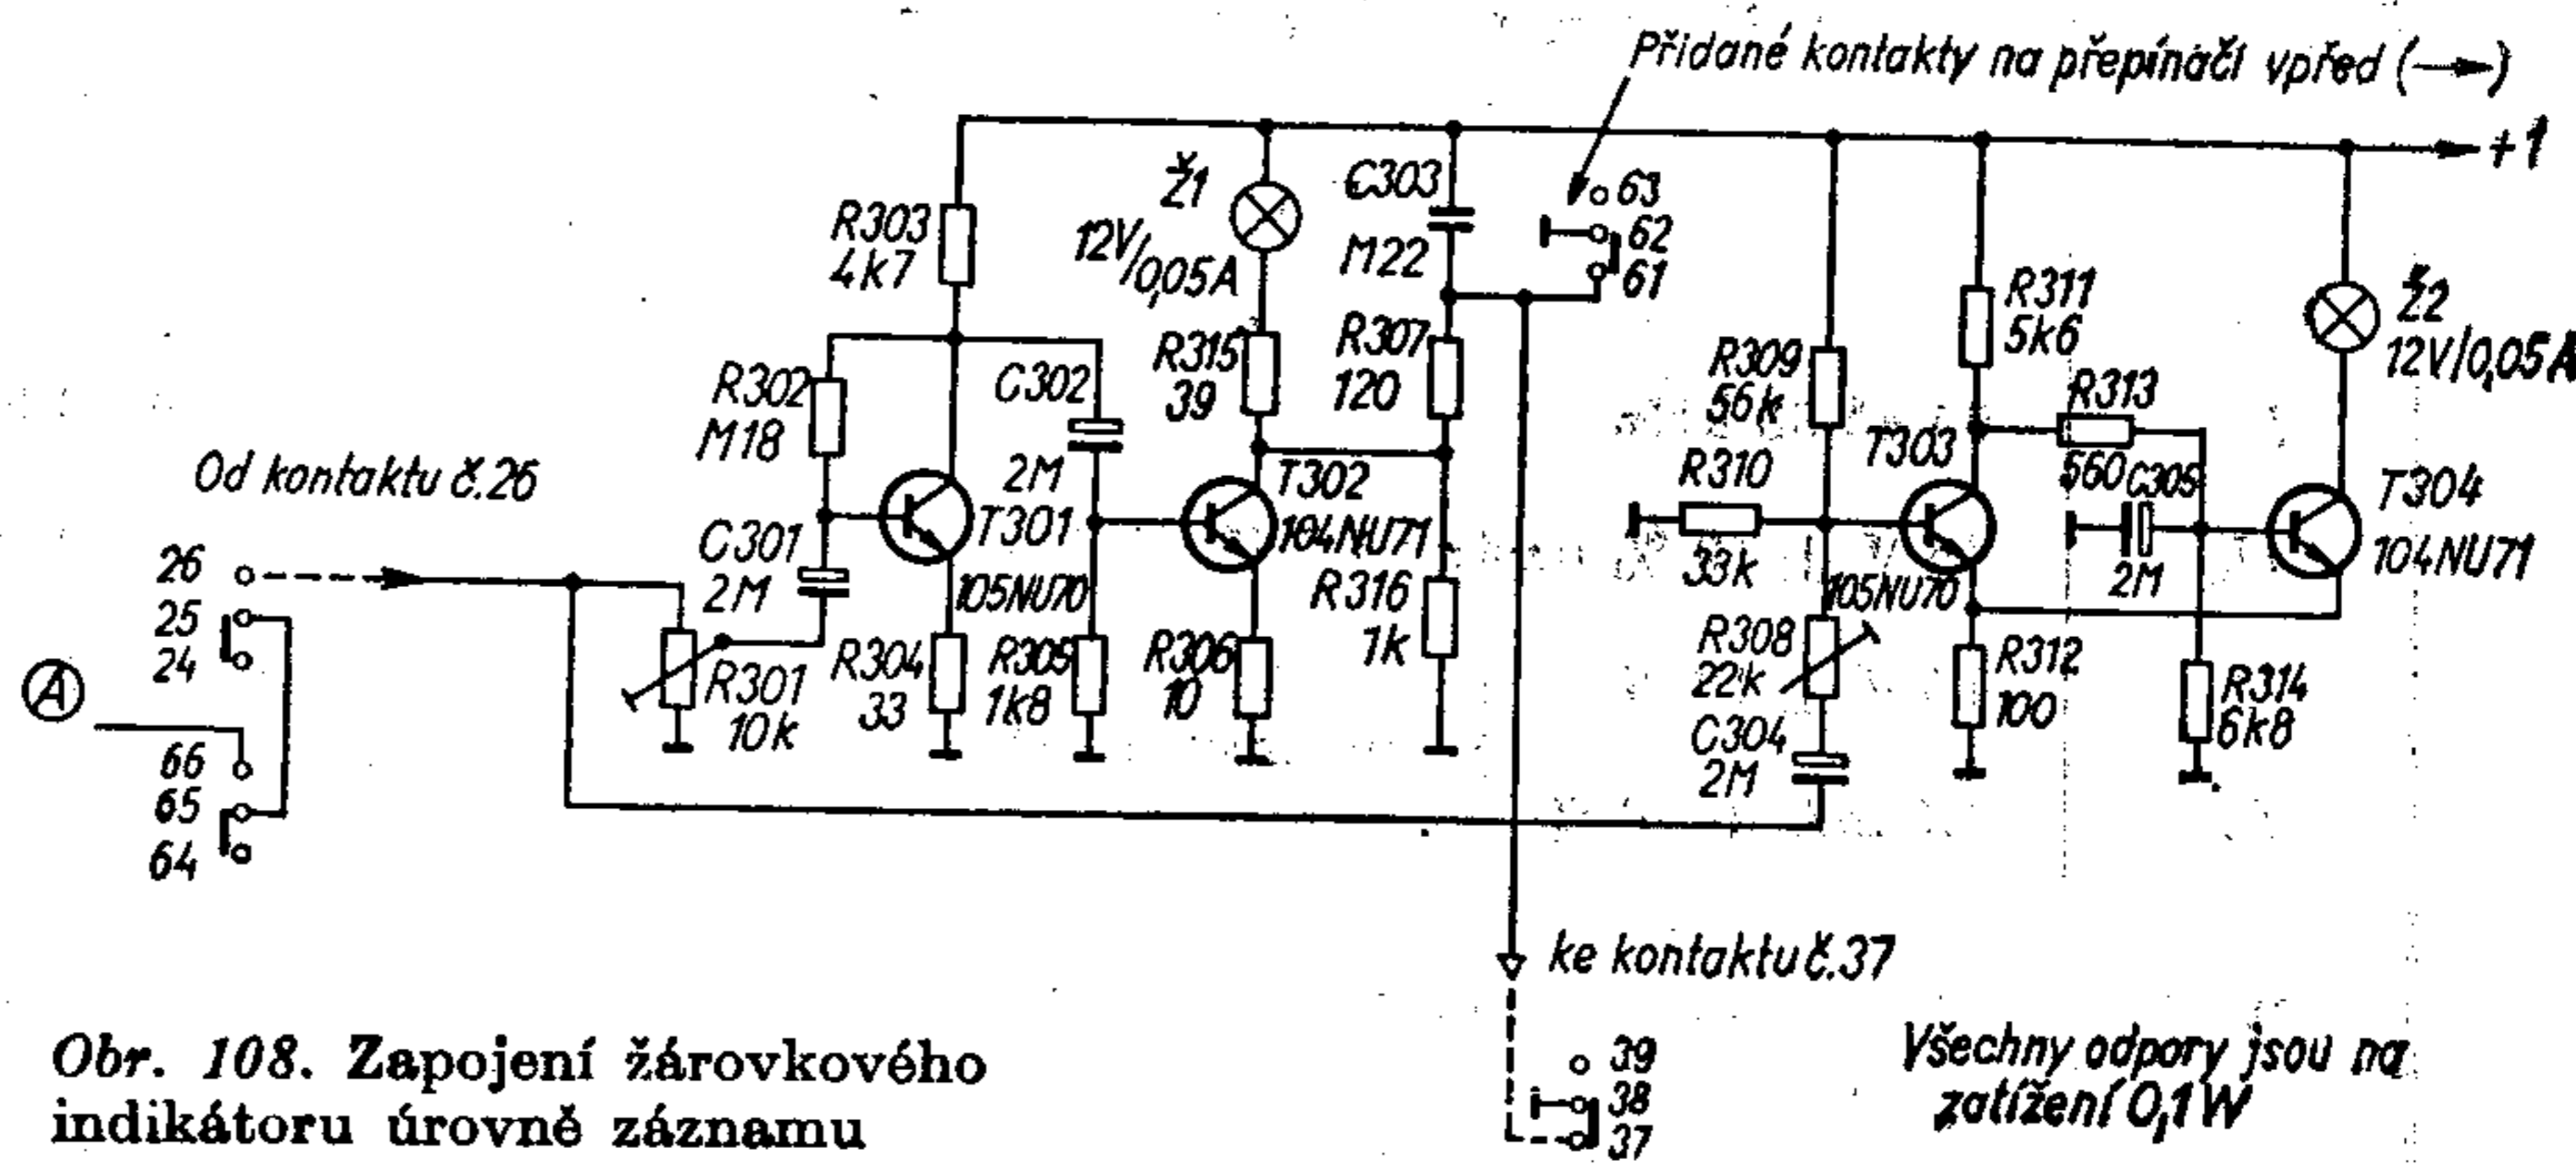 Přidané kontakty na přepínači vpřed (→)
+1
Ž1
12V/0,05A
C303
M22
63
62
61
R303
4k7
R302
M18
C302
2M
R315
39
R307
120
R309
56k
R311
5k6
Ž2
12V/0,05A
R313
560
Od kontaktu č.26
C301
2M
T301
105NU70
T302
104NU71
R310
33k
T303
105NU70
C305
2M
T304
104NU71
26
25
24
A
66
65
64
R301
10k
R304
33
R305
1k8
R306
10
R316
1k
R308
22k
C304
2M
R312
100
R314
6k8
ke kontaktu č.37
39
38
37
Všechny odpory jsou na
zatížení 0,1W
Obr. 108. Zapojení žárovkového
indikátoru úrovně záznamu